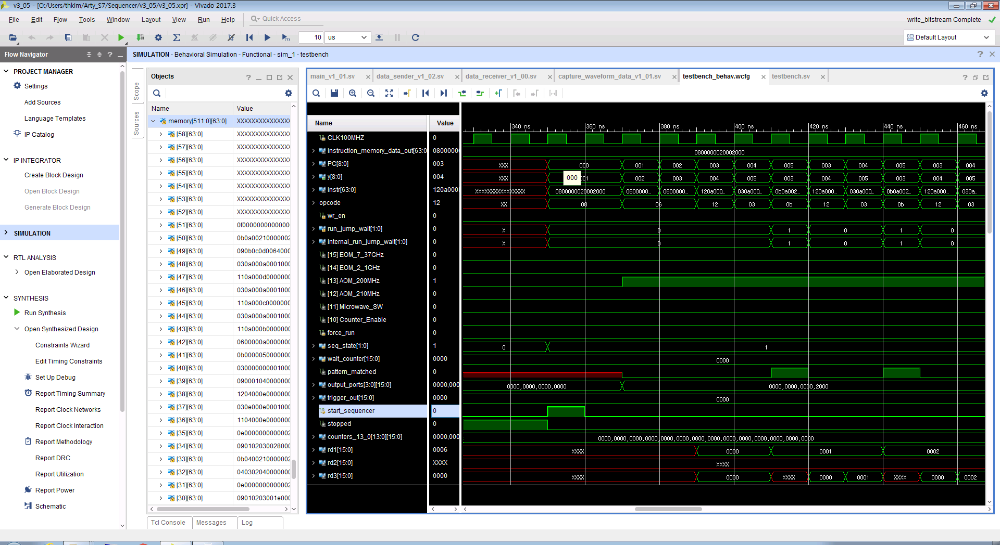 v3_05 - [O:/Users/thkim/Arty_S7/Sequencer/v3_05/v3_05.xpr] - Vivado 2017.3
File Edit Flow Tools Window Layout View Run Help Quick Access
write_bitstream Complete
10 us
Default Layout
Flow Navigator
SIMULATION - Behavioral Simulation - Functional - sim_1 - testbench
PROJECT MANAGER
Settings
Add Sources
Language Templates
IP Catalog
IP INTEGRATOR
Create Block Design
Open Block Design
Generate Block Design
SIMULATION
RTL ANALYSIS
Open Elaborated Design
SYNTHESIS
Run Synthesis
Open Synthesized Design
Constraints Wizard
Edit Timing Constraints
Set Up Debug
Report Timing Summary
Report Clock Networks
Report Clock Interaction
Report Methodology
Report DRC
Report Utilization
Report Power
Schematic
Scope
Sources
Objects
Name Value
memory[511:0][63:0] XXXXXXXXXXXXXXX
[58][63:0] XXXXXXXXXXXXXXX
[57][63:0] XXXXXXXXXXXXXXX
[56][63:0] XXXXXXXXXXXXXXX
[55][63:0] XXXXXXXXXXXXXXX
[54][63:0] XXXXXXXXXXXXXXX
[53][63:0] XXXXXXXXXXXXXXX
[52][63:0] XXXXXXXXXXXXXXX
[51][63:0] 0f0000000000000
[50][63:0] 0b0a00210000002
[49][63:0] 090b0c0d0064000
[48][63:0] 030a000a0001000
[47][63:0] 110a000d0000000
[46][63:0] 030a000a0001000
[45][63:0] 110a000c0000000
[44][63:0] 030a000a0001000
[43][63:0] 110a000b0000000
[42][63:0] 0600000a0000000
[41][63:0] 0b0000050000000
[40][63:0] 030000000001000
[39][63:0] 090001040000000
[38][63:0] 1204000e0000000
[37][63:0] 030e000e0001000
[36][63:0] 1104000e0000000
[35][63:0] 0e0000000000002
[34][63:0] 090102030028000
[33][63:0] 0b0400210000002
[32][63:0] 040302040000000
[31][63:0] 0e0000000000002
[30][63:0] 09010203001e000
Tcl Console Messages Log
main_v1_01.sv data_sender_v1_02.sv data_receiver_v1_00.sv capture_waveform_data_v1_01.sv testbench_behav.wcfg testbench.sv
Name Value
340 ns 360 ns 380 ns 400 ns 420 ns 440 ns 460 ns
CLK100MHZ 0
instruction_memory_data_out[63:0 08000000 0800000020002000
PC[8:0] 003 XXX 000 001 002 003 004 005 003 004 005 003 004
y[8:0] 004 XXX 000 01 002 003 004 005 003 004 005 003 004 005
instr[63:0] 120a000 XXXXXXXXXXXXXXXX 0800000020002000 0600000... 0600000... 120a000... 030a000... 0b0a002... 120a000... 030a000... 0b0a002... 120a000... 030a...
opcode 12 XX 08 06 12 03 0b 12 03 0b 12 03
wr_en 0
run_jump_wait[1:0] 0 X 0 1 0 1 0
internal_run_jump_wait[1:0] 0 X 0 1 0 1 0
[15] EOM_7_37GHz 0
[14] EOM_2_1GHz 0
[13] AOM_200MHz 1
[12] AOM_210MHz 0
[11] Microwave_SW 0
[10] Counter_Enable 0
force_run 0
seq_state[1:0] 1 0 1
wait_counter[15:0] 0000 0000
pattern_matched 0
output_ports[3:0][15:0] 0000,000 0000,0000,0000,0000 0000,0000,0000,2000
trigger_out[15:0] 0000 0000
start_sequencer 0
stopped 0
counters_13_0[13:0][15:0] 0000,000 0000,0000,0000,0000,0000,0000,0000,0000,0000,0000,0000,0000,0000,0000
rd1[15:0] 0006 XXXX 0000 0001 0002
rd2[15:0] XXXX XXXX
rd3[15:0] 0000 XXXX 0000 XXXX 0000 0001 XXXX 0000 0002